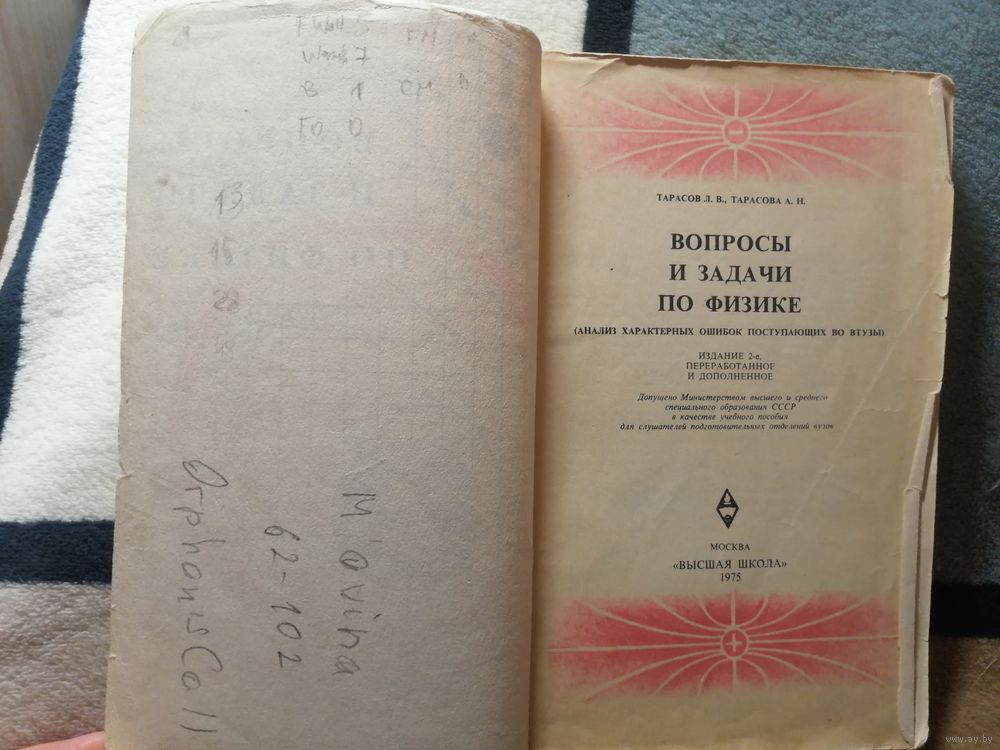 13
M'avina
62-102
OrphansCall
ТАРАСОВ Л. В., ТАРАСОВА А. Н.
ВОПРОСЫ
И ЗАДАЧИ
ПО ФИЗИКЕ
(АНАЛИЗ ХАРАКТЕРНЫХ ОШИБОК ПОСТУПАЮЩИХ ВО ВТУЗЫ)
ИЗДАНИЕ 2-е,
ПЕРЕРАБОТАННОЕ
И ДОПОЛНЕННОЕ
Допущено Министерством высшего и среднего
специального образования СССР
в качестве учебного пособия
для слушателей подготовительных отделений вузов
МОСКВА
«ВЫСШАЯ ШКОЛА»
1975
www.ay.by